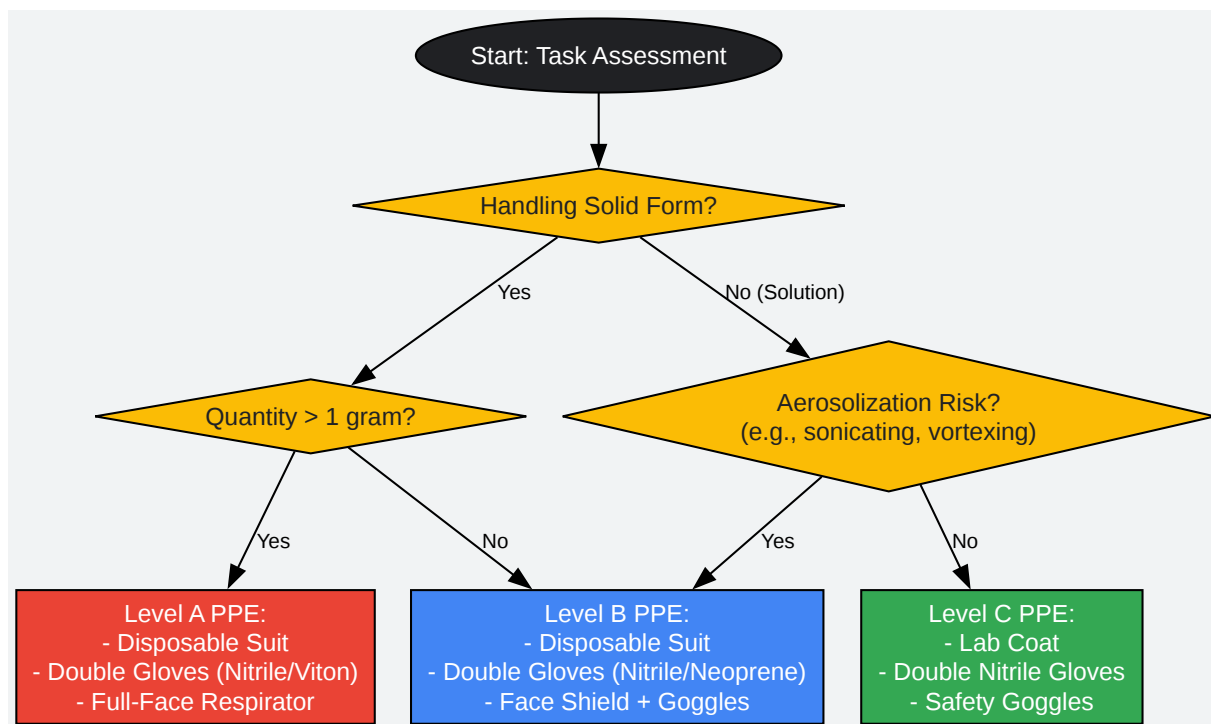 Start: Task Assessment
Handling Solid Form?
Yes
No (Solution)
Quantity > 1 gram?
Aerosolization Risk?
(e.g., sonicating, vortexing)
Yes
No
Yes
No
Level A PPE:
- Disposable Suit
- Double Gloves (Nitrile/Viton)
- Full-Face Respirator
Level B PPE:
- Disposable Suit
- Double Gloves (Nitrile/Neoprene)
- Face Shield + Goggles
Level C PPE:
- Lab Coat
- Double Nitrile Gloves
- Safety Goggles